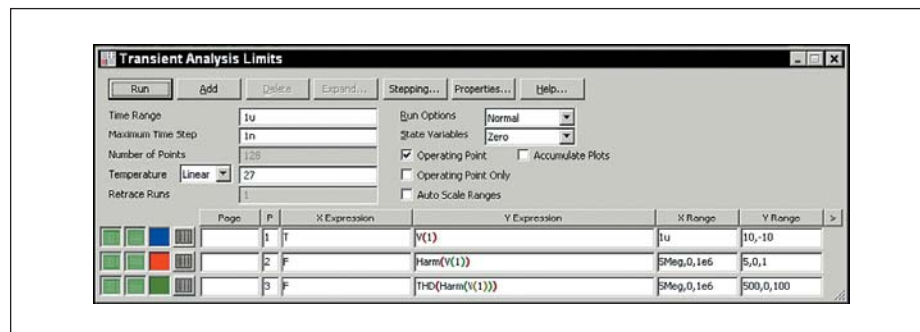 Transient Analysis Limits
Run Add Delete Expand... Stepping... Properties... Help...
Time Range 1u Run Options Normal
Maximum Time Step 1n State Variables Zero
Number of Points 128 Operating Point Accumulate Plots
Temperature Linear 27 Operating Point Only
Retrace Runs 1 Auto Scale Ranges
Page P X Expression Y Expression X Range Y Range >
1 T V(1) 1u 10,-10
2 F Harm(V(1)) 5Meg,0,1e6 5,0,1
3 F THD(Harm(V(1))) 5Meg,0,1e6 500,0,100